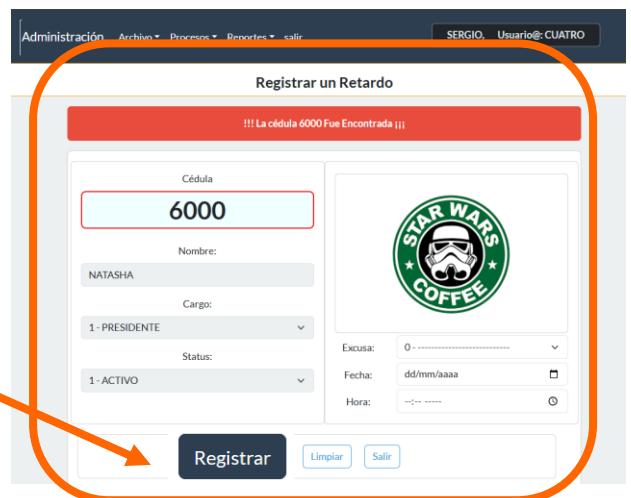 Administración Archivo Procesos Reportes salir SERGIO, Usuario@: CUATRO
Registrar un Retardo
!!! La cédula 6000 Fue Encontrada ¡¡¡
Cédula
6000
Nombre:
NATASHA
Cargo:
1 - PRESIDENTE
Status:
1 - ACTIVO
STAR WARS
COFFEE
Excusa: 0 - ---------------------------
Fecha: dd/mm/aaaa
Hora: --:-- -----
Registrar Limpiar Salir